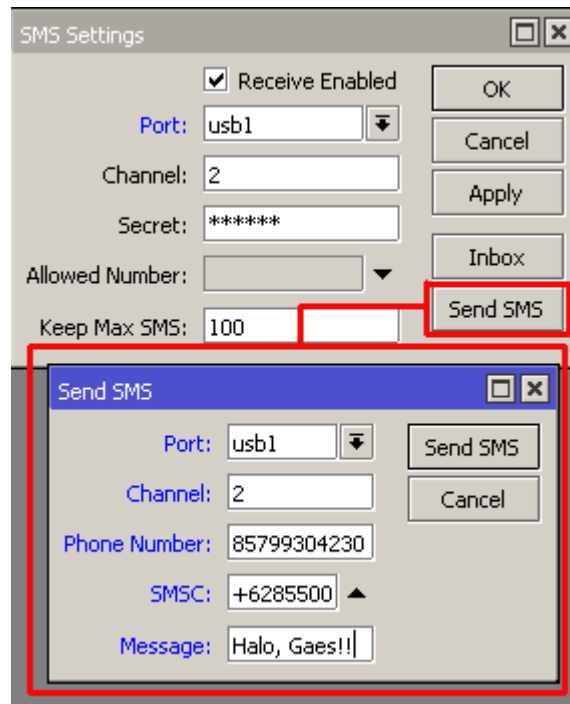 SMS Settings
Receive Enabled
OK
Port: usb1
Cancel
Channel: 2
Apply
Secret: ******
Inbox
Allowed Number:
Send SMS
Keep Max SMS: 100
Send SMS
Port: usb1
Send SMS
Channel: 2
Cancel
Phone Number: 85799304230
SMSC: +6285500
Message: Halo, Gaes!!